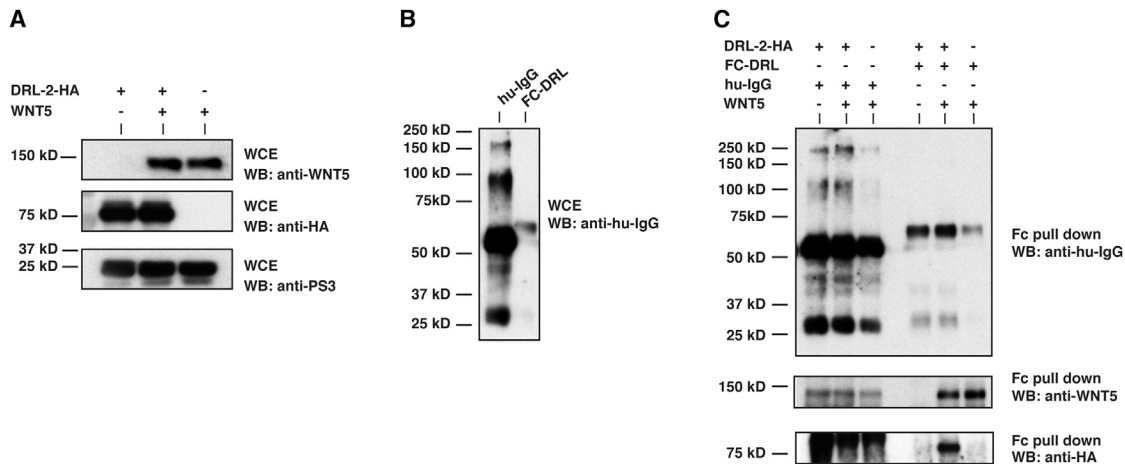 A
DRL-2-HA + + -
WNT5 - + +
150 kD
WCE
WB: anti-WNT5
75 kD
WCE
WB: anti-HA
37 kD
25 kD
WCE
WB: anti-PS3
B
hu-IgG
FC-DRL
250 kD
150 kD
100 kD
75kD
50 kD
37 kD
25 kD
WCE
WB: anti-hu-IgG
C
DRL-2-HA + + - + + -
FC-DRL - - - + + +
hu-IgG + + + - - -
WNT5 - + + - + +
250 kD
150 kD
100 kD
75kD
50 kD
37 kD
25 kD
Fc pull down
WB: anti-hu-IgG
150 kD
Fc pull down
WB: anti-WNT5
75 kD
Fc pull down
WB: anti-HA